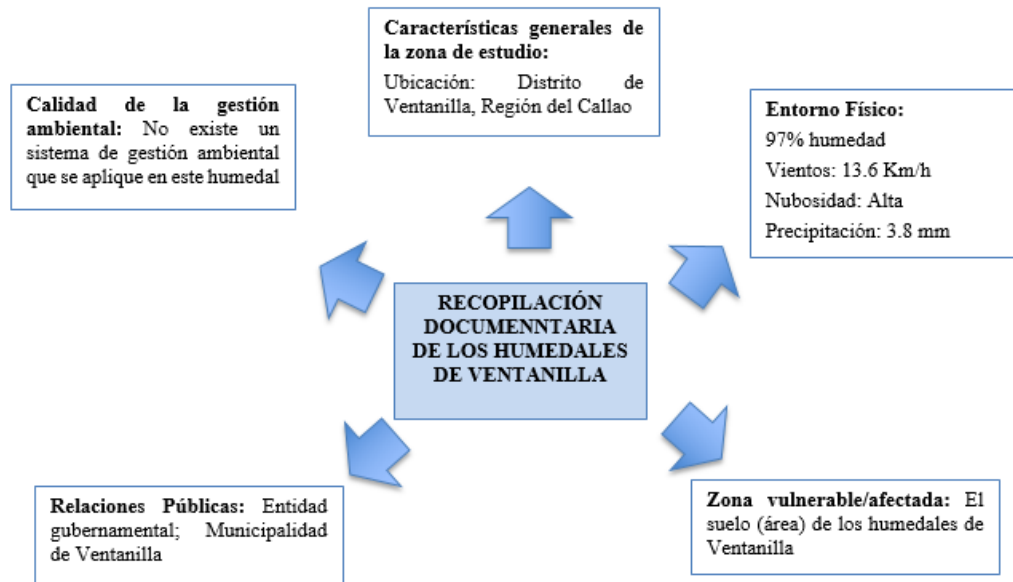 Características generales de
la zona de estudio:
Ubicación: Distrito de
Ventanilla, Región del Callao
Calidad de la gestión
ambiental: No existe un
sistema de gestión ambiental
que se aplique en este humedal
Entorno Físico:
97% humedad
Vientos: 13.6 Km/h
Nubosidad: Alta
Precipitación: 3.8 mm
RECOPILACIÓN
DOCUMENNTARIA
DE LOS HUMEDALES
DE VENTANILLA
Relaciones Públicas: Entidad
gubernamental; Municipalidad
de Ventanilla
Zona vulnerable/afectada: El
suelo (área) de los humedales de
Ventanilla